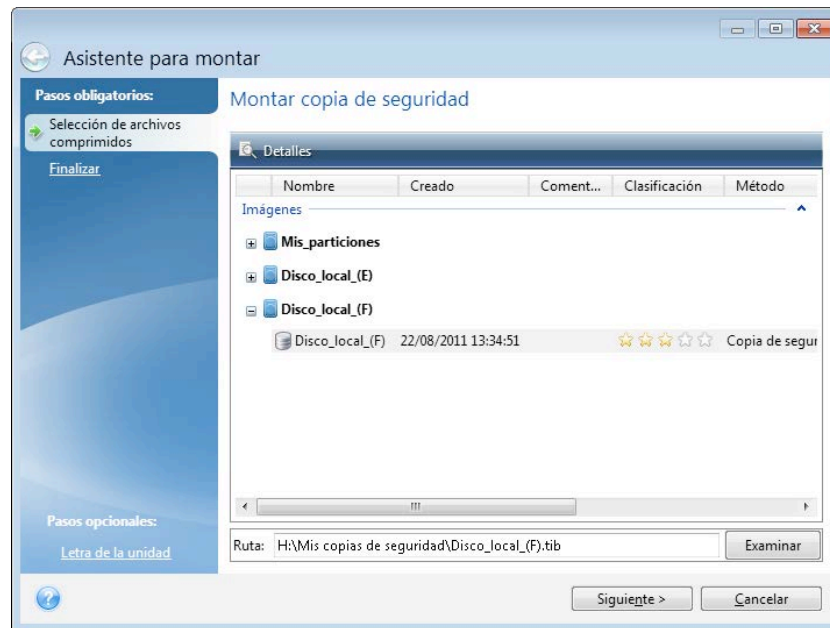 Asistente para montar
Pasos obligatorios:
Selección de archivos
comprimidos
Finalizar
Pasos opcionales:
Letra de la unidad
Montar copia de seguridad
Detalles
Nombre Creado Coment... Clasificación Método
Imágenes
Mis_particiones
Disco_local_(E)
Disco_local_(F)
Disco_local_(F) 22/08/2011 13:34:51 Copia de segur
Ruta: H:\Mis copias de seguridad\Disco_local_(F).tib Examinar
Siguiente > Cancelar